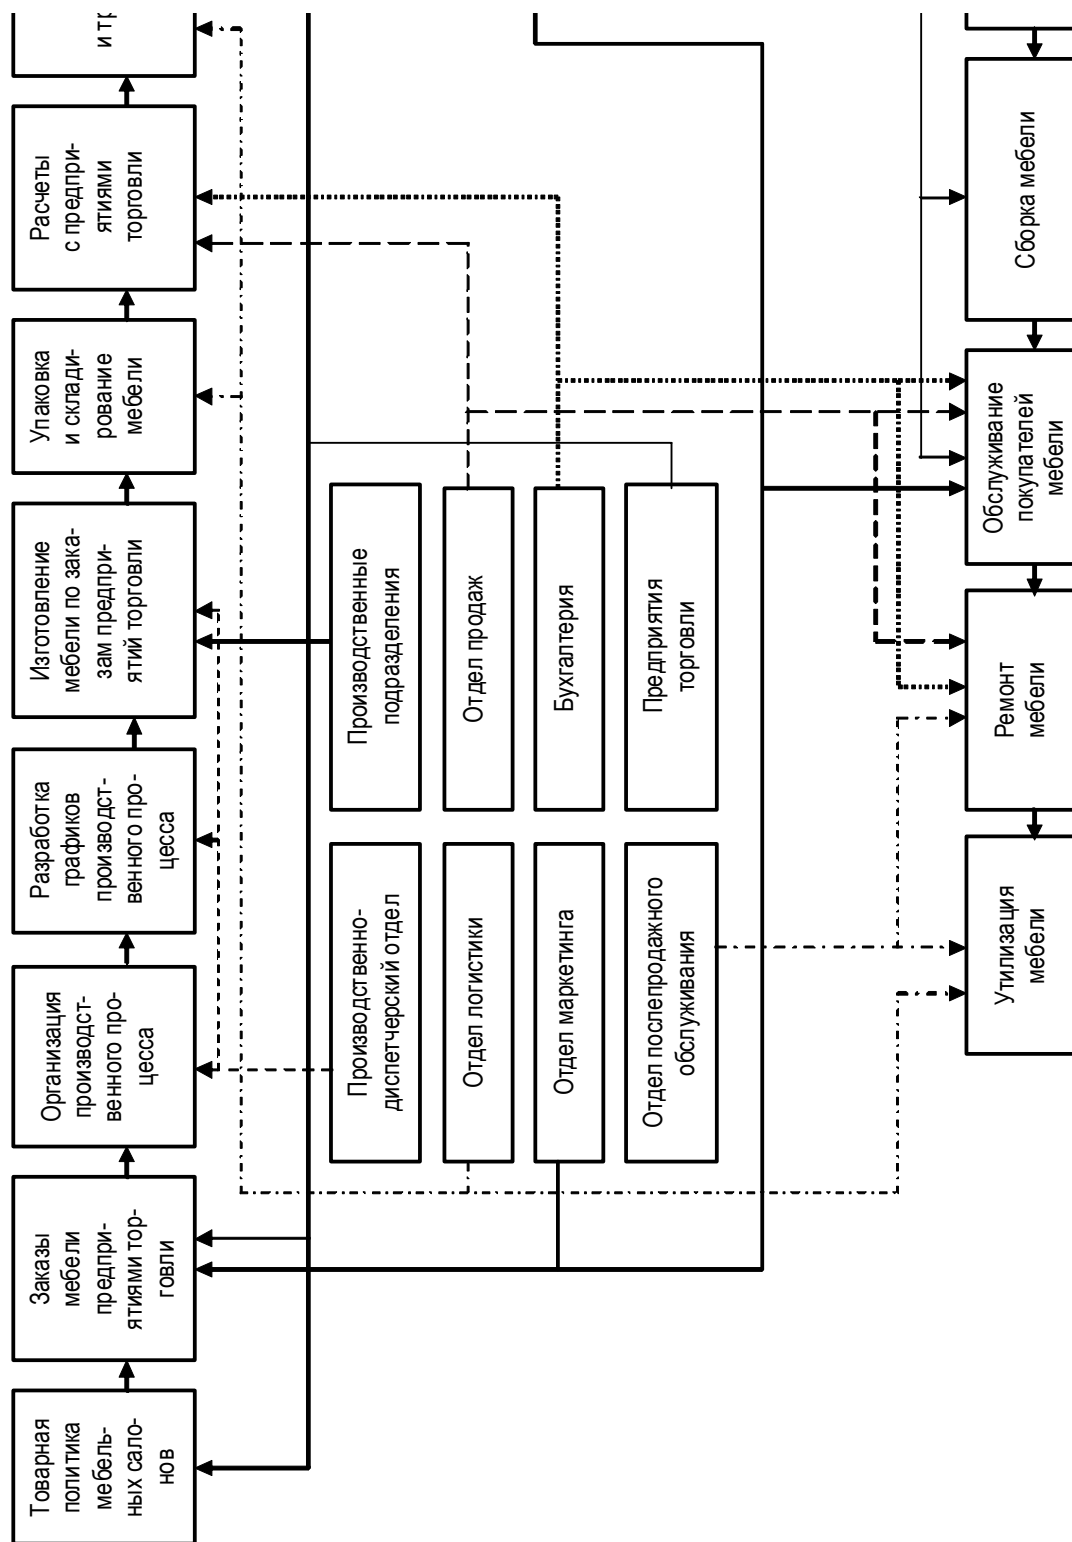 Товарная
политика
мебель-
ных сало-
нов
Заказы
мебели
предпри-
ятиями тор-
говли
Организация
производст-
венного про-
цесса
Разработка
графиков
производст-
венного про-
цесса
Изготовление
мебели по зака-
зам предпри-
ятий торговли
Упаковка
и склади-
рование
мебели
Расчеты
с предпри-
ятиями
торговли
и тр
Производственно-
диспетчерский отдел
Производственные
подразделения
Отдел логистики
Отдел продаж
Отдел маркетинга
Бухгалтерия
Отдел послепродажного
обслуживания
Предприятия
торговли
Утилизация
мебели
Ремонт
мебели
Обслуживание
покупателей
мебели
Сборка мебели